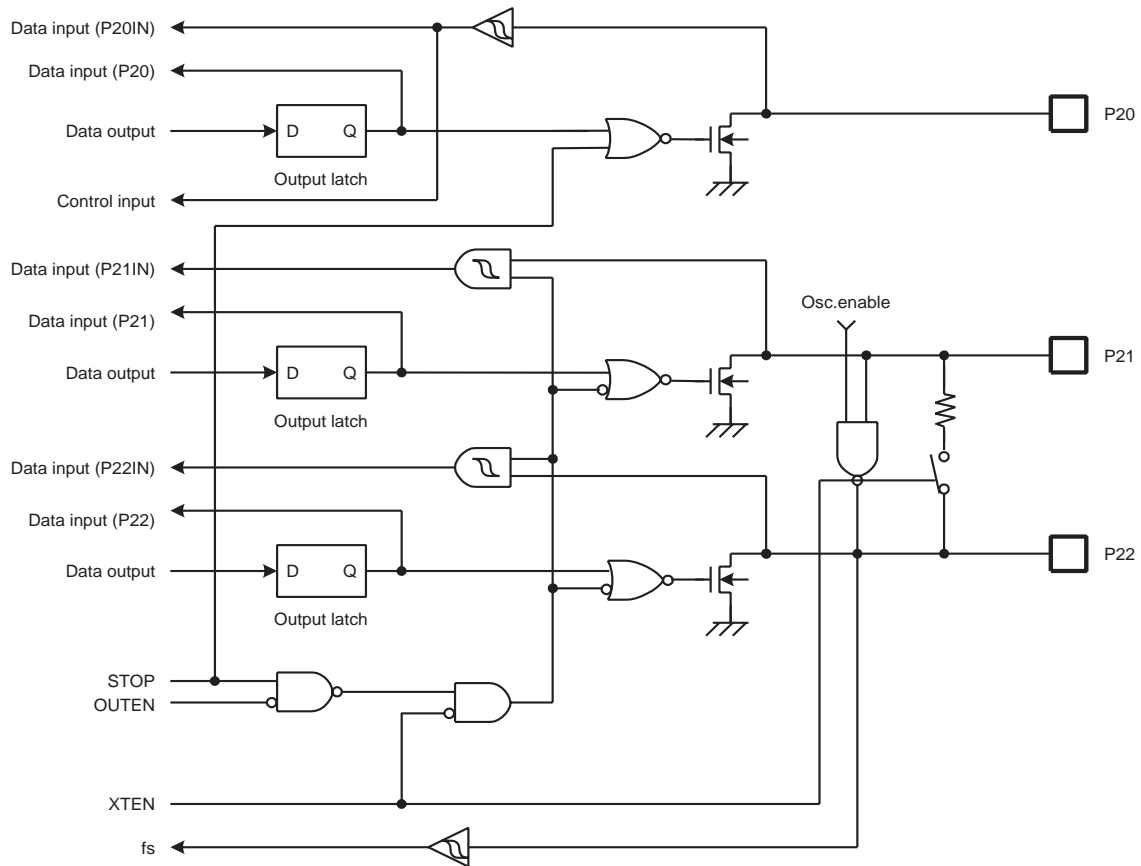 Data input (P20IN)
Data input (P20)
Data output
D Q
P20
Output latch
Control input
Data input (P21IN)
Osc.enable
Data input (P21)
P21
Data output
D Q
Output latch
Data input (P22IN)
Data input (P22)
P22
Data output
D Q
Output latch
STOP
OUTEN
XTEN
fs